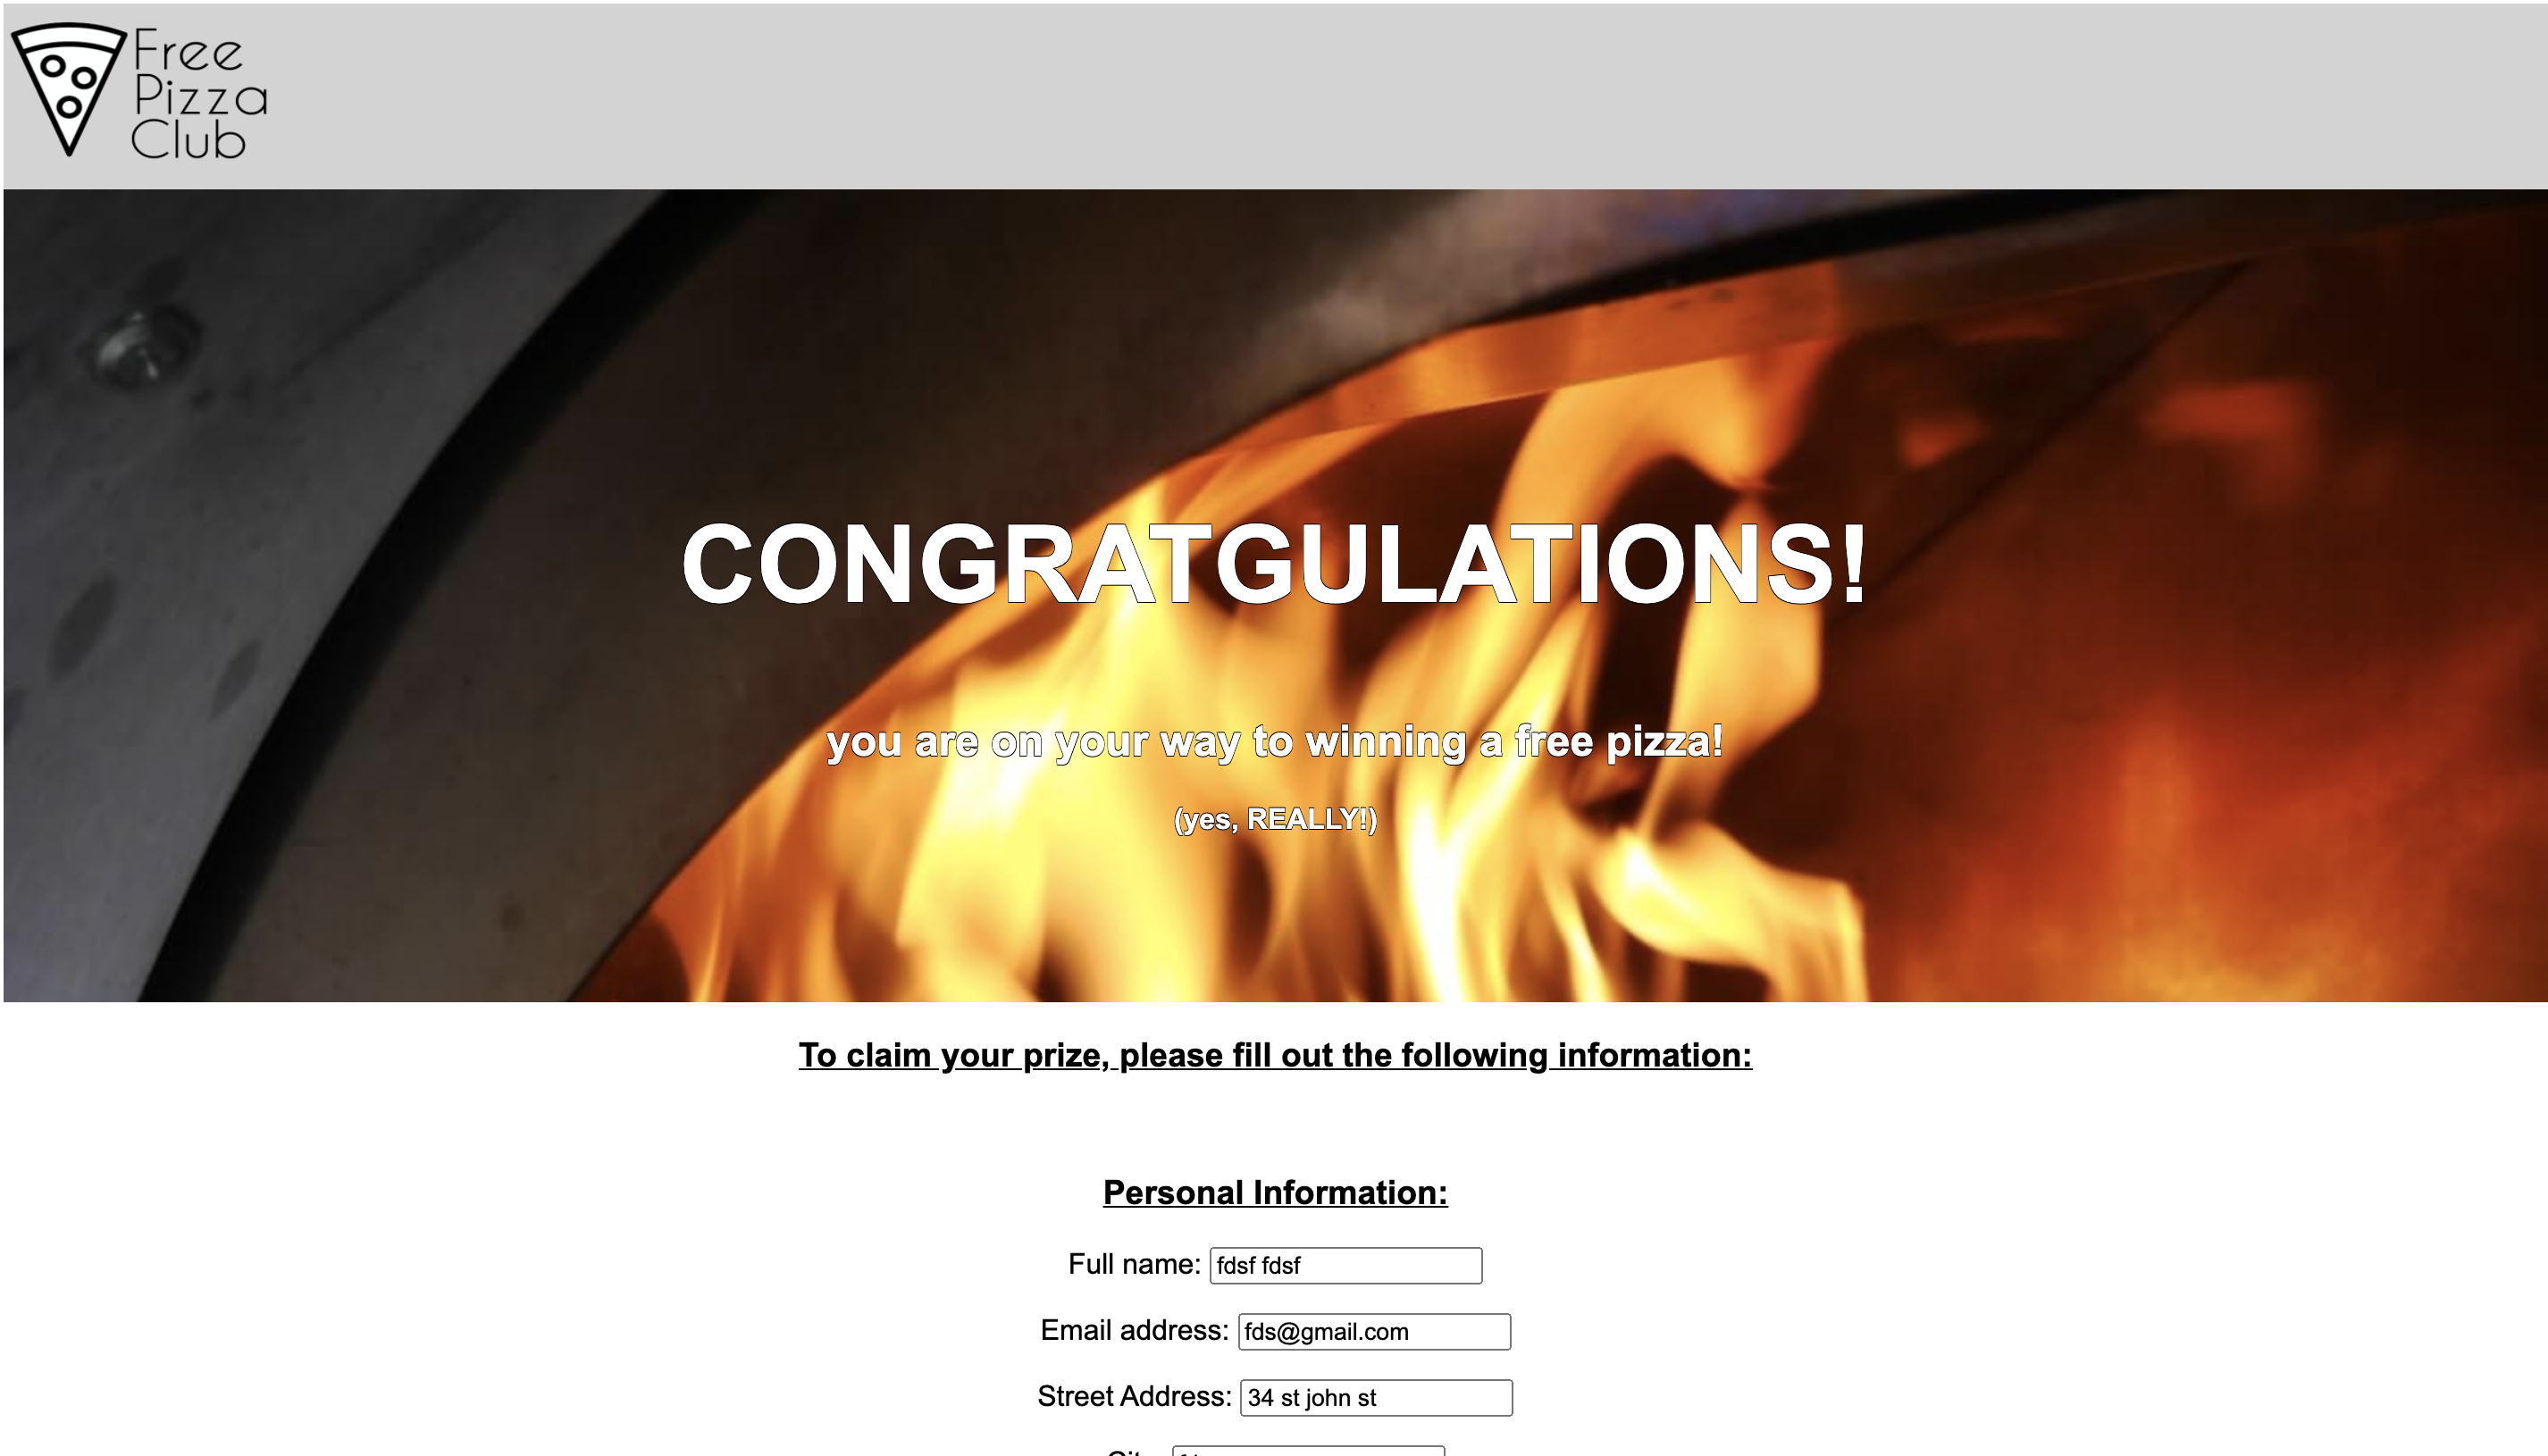 Free
Pizza
Club
CONGRATGULATIONS!
you are on your way to winning a free pizza!
(yes, REALLY!)
To claim your prize, please fill out the following information:
Personal Information:
Full name: fdsf fdsf
Email address: fds@gmail.com
Street Address: 34 st john st